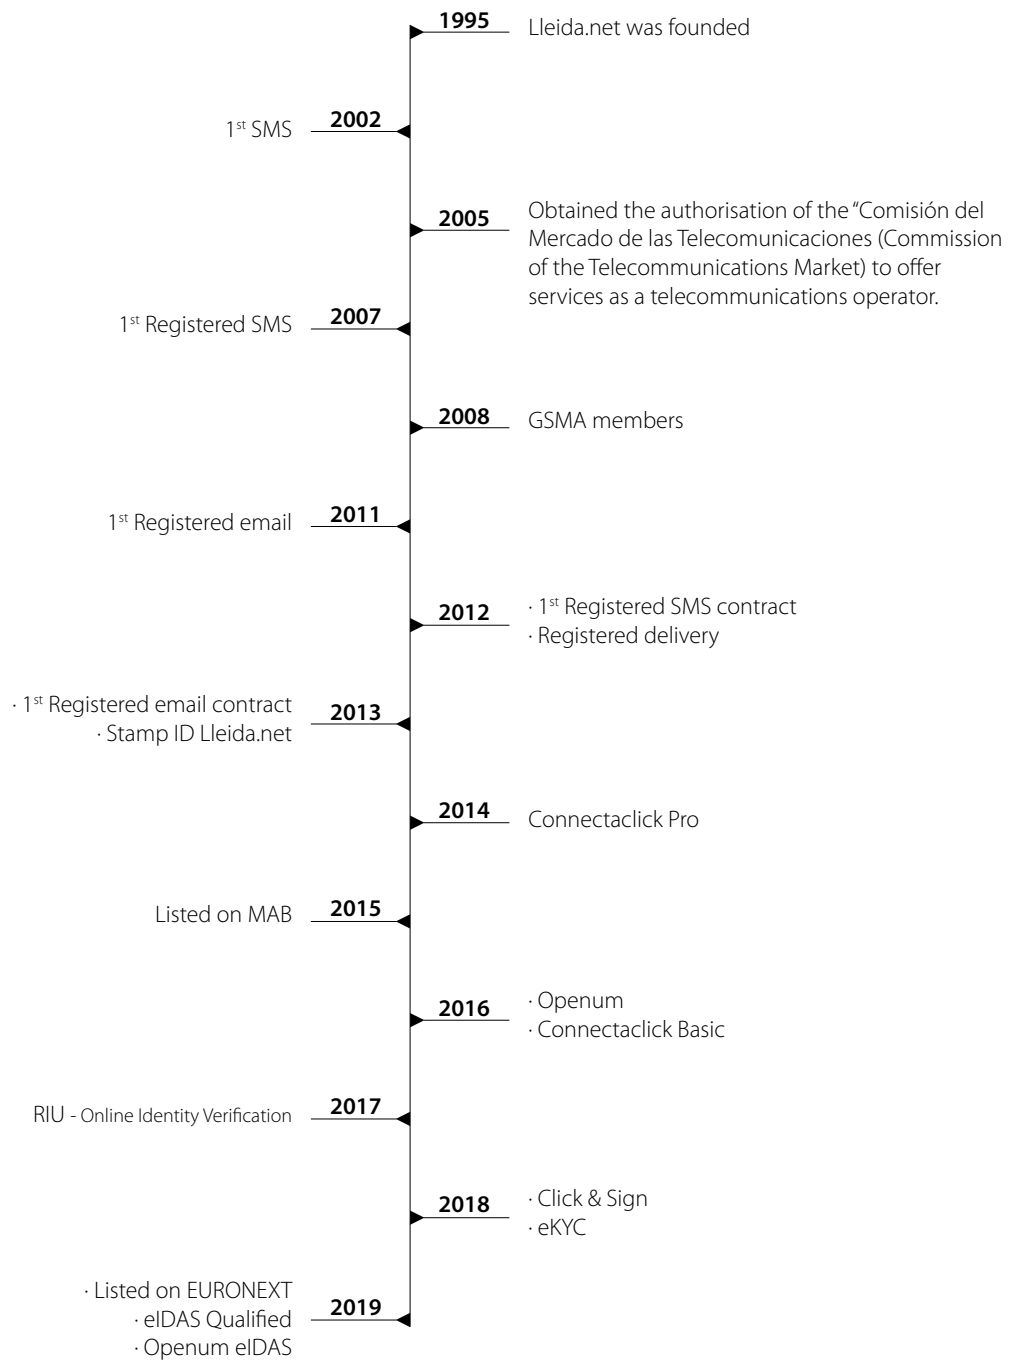 1995
Lleida.net was founded
2002
1st SMS
2005
Obtained the authorisation of the “Comisión del
Mercado de las Telecomunicaciones (Commission
of the Telecommunications Market) to offer
services as a telecommunications operator.
2007
1st Registered SMS
2008
GSMA members
2011
1st Registered email
2012
· 1st Registered SMS contract
· Registered delivery
2013
· 1st Registered email contract
· Stamp ID Lleida.net
2014
Connectaclick Pro
2015
Listed on MAB
2016
· Openum
· Connectaclick Basic
2017
RIU - Online Identity Verification
2018
· Click & Sign
· eKYC
2019
· Listed on EURONEXT
· eIDAS Qualified
· Openum eIDAS